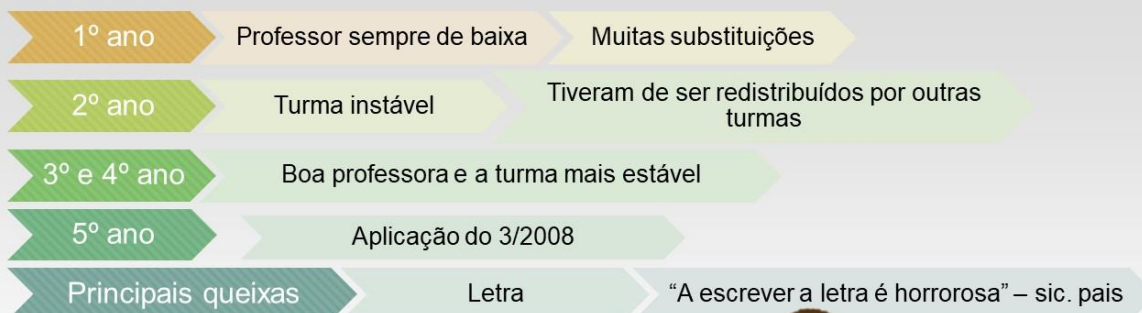 1º ano Professor sempre de baixa Muitas substituições
2º ano Turma instável Tiveram de ser redistribuídos por outras
turmas
3º e 4º ano Boa professora e a turma mais estável
5º ano Aplicação do 3/2008
Principais queixas Letra “A escrever a letra é horrorosa” – sic. pais